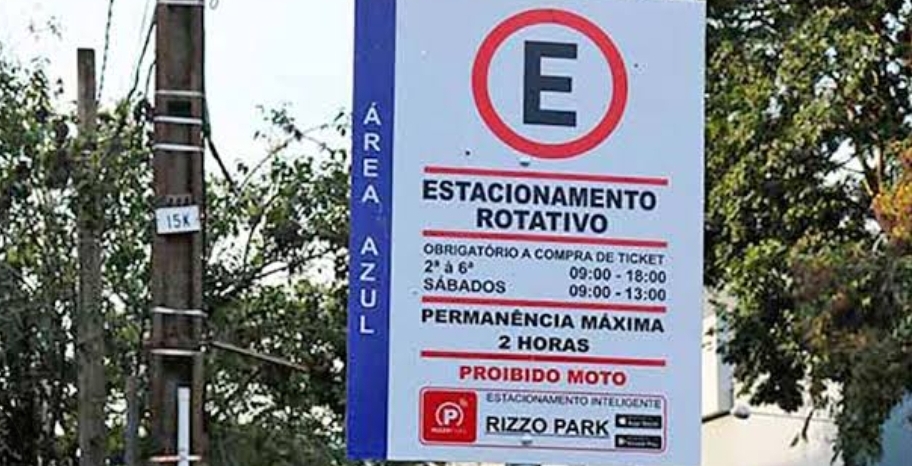 15K
ÁREA AZUL
E
ESTACIONAMENTO
ROTATIVO
OBRIGATÓRIO A COMPRA DE TICKET
2ª à 6ª 09:00 - 18:00
SÁBADOS 09:00 - 13:00
PERMANÊNCIA MÁXIMA
2 HORAS
PROIBIDO MOTO
ESTACIONAMENTO INTELIGENTE
P
RIZZO PARK